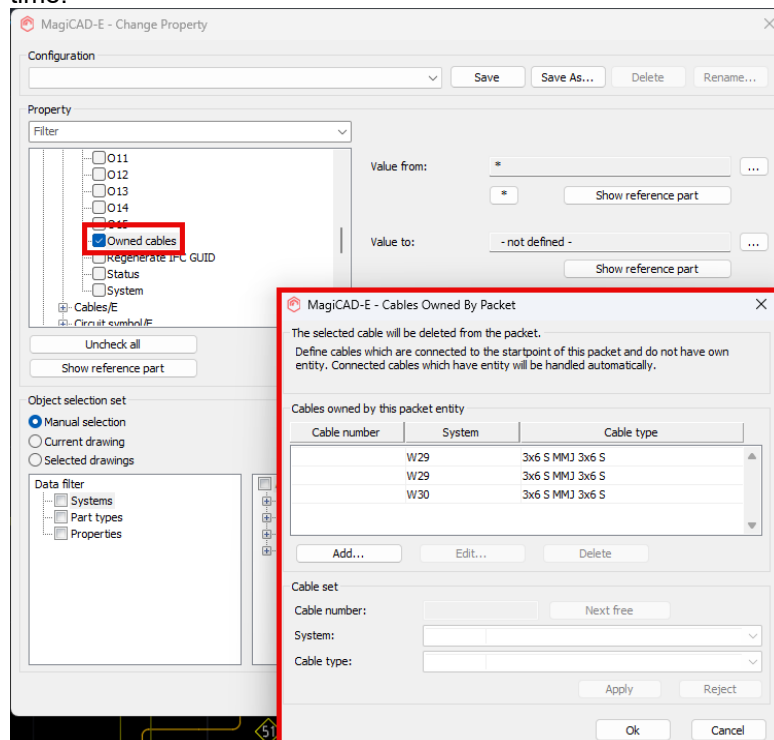 time.
MagiCAD-E - Change Property
Configuration
Save Save As... Delete Rename...
Property
Filter
O11
O12
O13
O14
O15
Owned cables
Regenerate IFC GUID
Status
System
Cables/E
Circuit symbol/E
Uncheck all
Show reference part
Value from: * ...
* Show reference part
Value to: - not defined - ...
Show reference part
Object selection set
Manual selection
Current drawing
Selected drawings
Data filter
Systems
Part types
Properties
MagiCAD-E - Cables Owned By Packet
The selected cable will be deleted from the packet.
Define cables which are connected to the startpoint of this packet and do not have own
entity. Connected cables which have entity will be handled automatically.
Cables owned by this packet entity
Cable number System Cable type
W29 3x6 S MMJ 3x6 S
W29 3x6 S MMJ 3x6 S
W30 3x6 S MMJ 3x6 S
Add... Edit... Delete
Cable set
Cable number: Next free
System:
Cable type:
Apply Reject
Ok Cancel
51